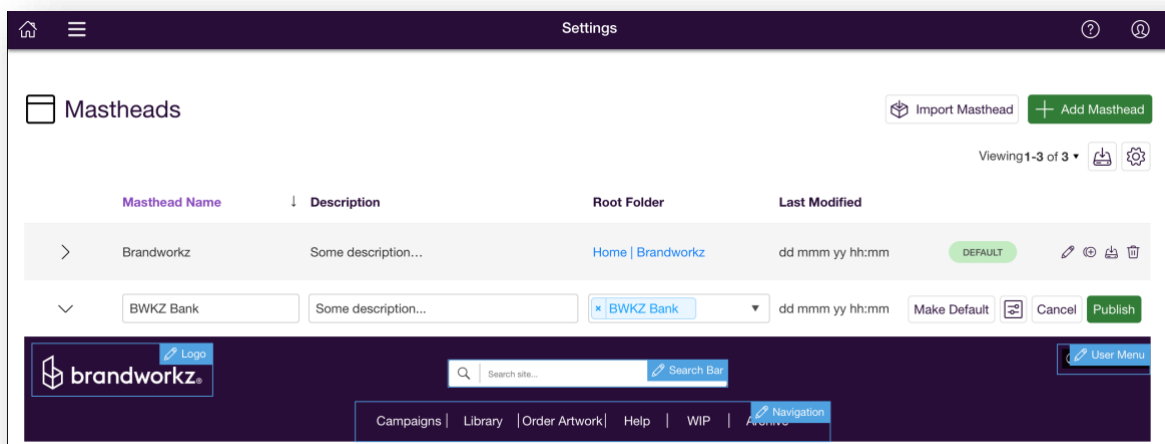 Settings
Mastheads
Import Masthead
Add Masthead
Viewing 1-3 of 3
Masthead Name ↓ Description Root Folder Last Modified
Brandworkz Some description... Home | Brandworkz dd mmm yy hh:mm DEFAULT
BWKZ Bank Some description... × BWKZ Bank dd mmm yy hh:mm Make Default Cancel Publish
Logo
brandworkz®
Search site...
Search Bar
User Menu
Navigation
Campaigns | Library | Order Artwork | Help | WIP |